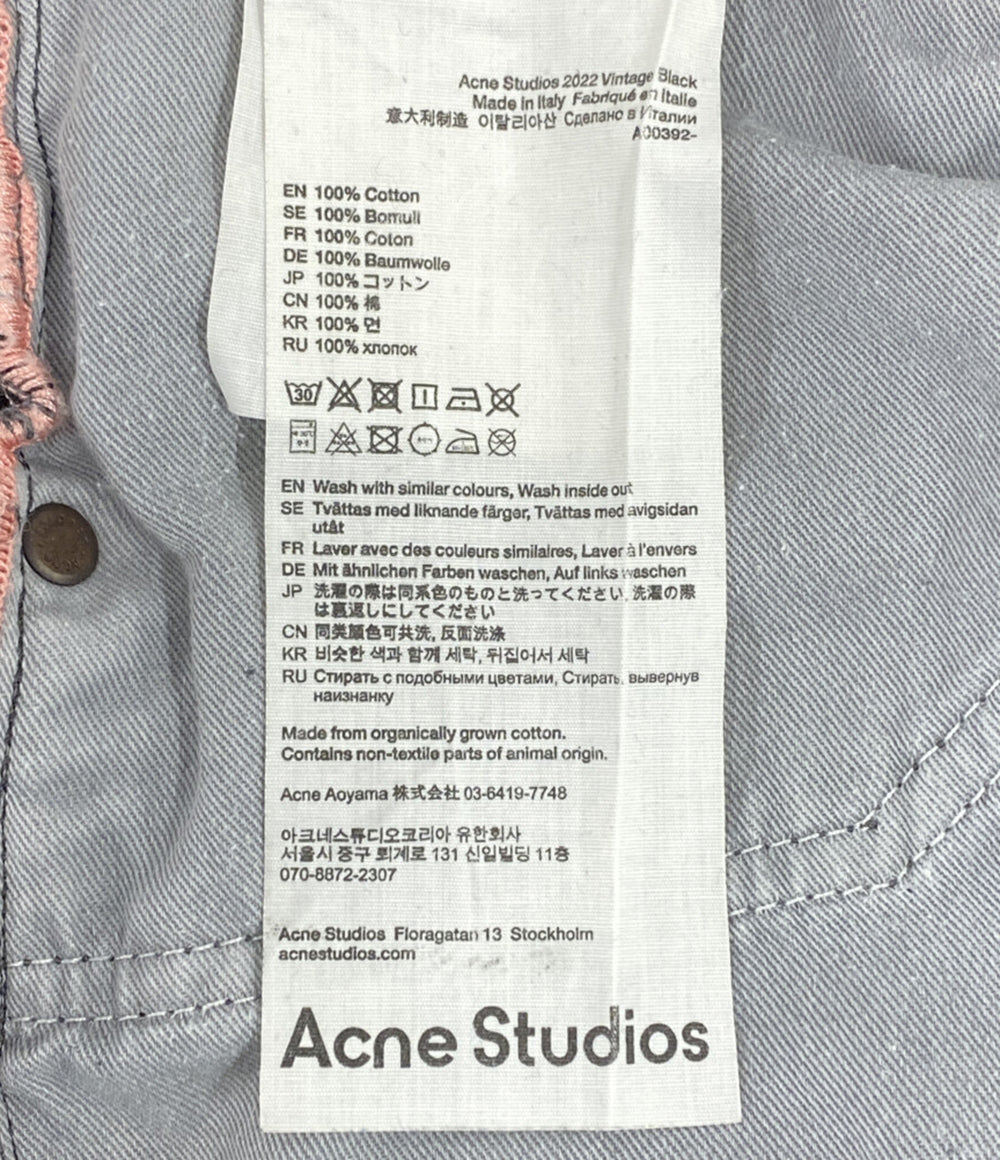 Acne Studios 2022 Vintage Black
Made in Italy Fabriqué en Italie
意大利制造 이탈리아산 Сделано в Италии
A00392-
EN 100% Cotton
SE 100% Bomull
FR 100% Coton
DE 100% Baumwolle
JP 100% コットン
CN 100% 棉
KR 100% 면
RU 100% хлопок
30
EN Wash with similar colours, Wash inside out
SE Tvättas med liknande färger, Tvättas med avigsidan
utåt
FR Laver avec des couleurs similaires, Laver à l'envers
DE Mit ähnlichen Farben waschen, Auf links waschen
JP 洗濯の際は同系色のものと洗ってください, 洗濯の際
は裏返しにしてください
CN 同类颜色可共洗, 反面洗涤
KR 비슷한 색과 함께 세탁, 뒤집어서 세탁
RU Стирать с подобными цветами, Стирать, вывернув
наизнанку
Made from organically grown cotton.
Contains non-textile parts of animal origin.
Acne Aoyama 株式会社 03-6419-7748
아크네스튜디오코리아 유한회사
서울시 중구 퇴계로 131 신일빌딩 11층
070-8872-2307
Acne Studios Floragatan 13 Stockholm
acnestudios.com
Acne Studios